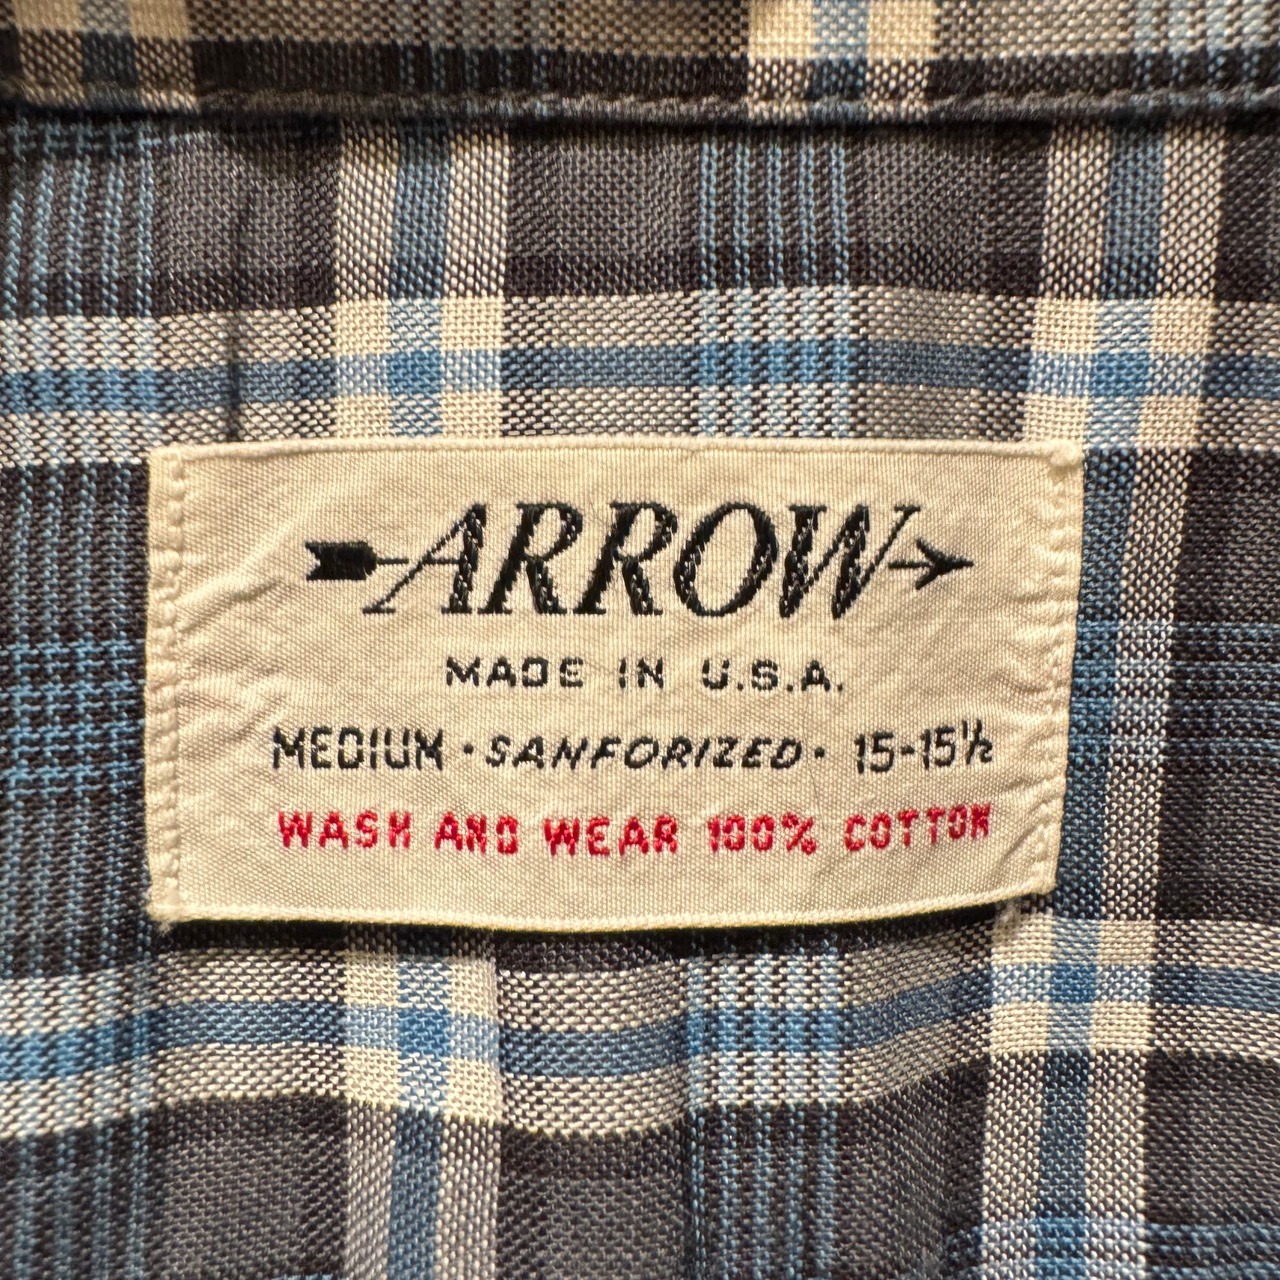 ARROW
MADE IN U.S.A.
MEDIUM · SANFORIZED · 15-15½
WASH AND WEAR 100% COTTON